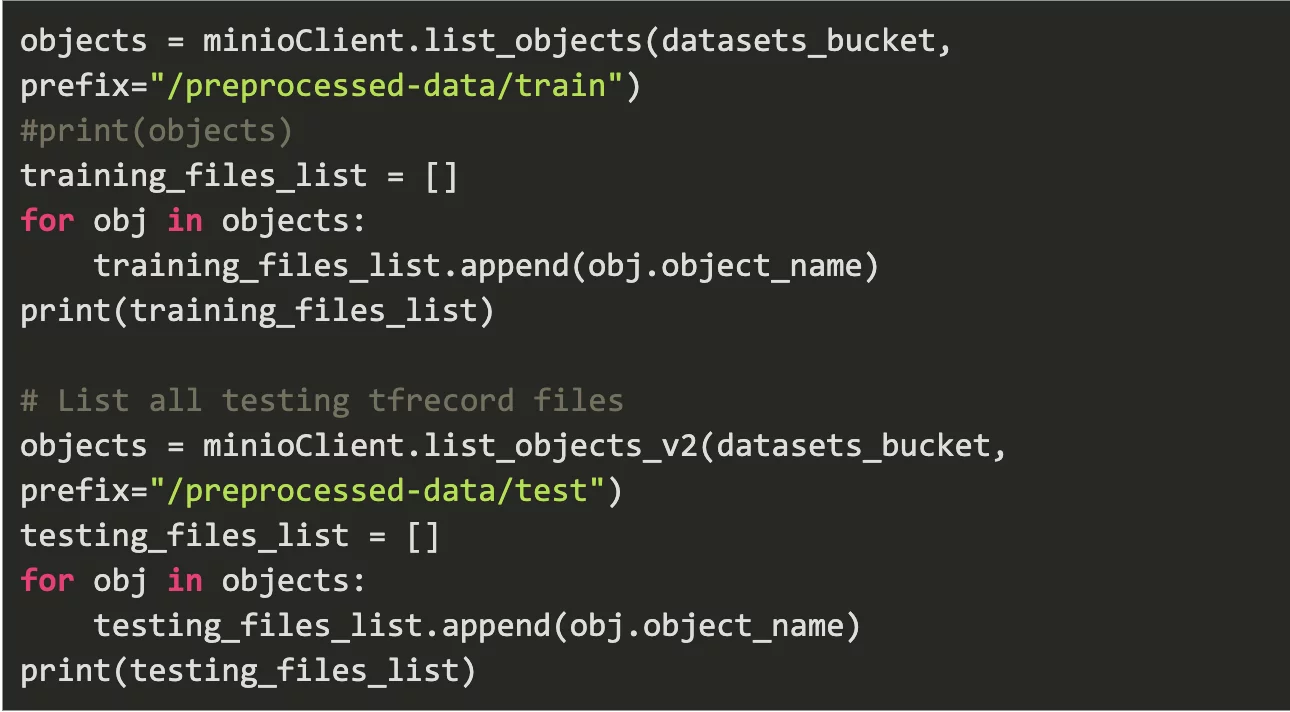 objects = minioClient.list_objects(datasets_bucket,
prefix="/preprocessed-data/train")
#print(objects)
training_files_list = []
for obj in objects:
    training_files_list.append(obj.object_name)
print(training_files_list)

# List all testing tfrecord files
objects = minioClient.list_objects_v2(datasets_bucket,
prefix="/preprocessed-data/test")
testing_files_list = []
for obj in objects:
    testing_files_list.append(obj.object_name)
print(testing_files_list)